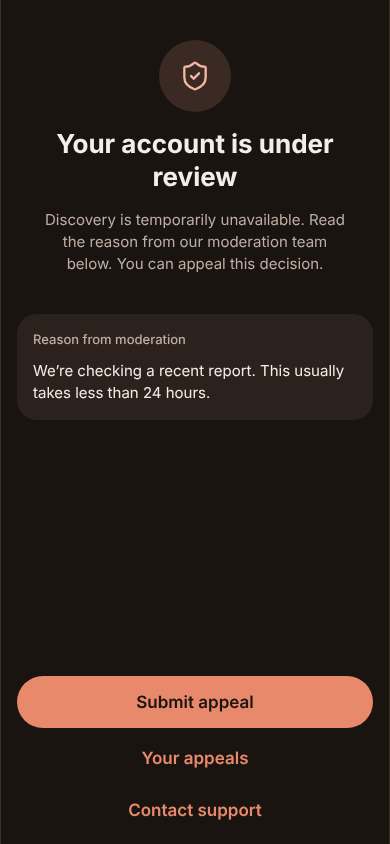 Your account is under
review
Discovery is temporarily unavailable. Read
the reason from our moderation team
below. You can appeal this decision.
Reason from moderation
We’re checking a recent report. This usually
takes less than 24 hours.
Submit appeal
Your appeals
Contact support